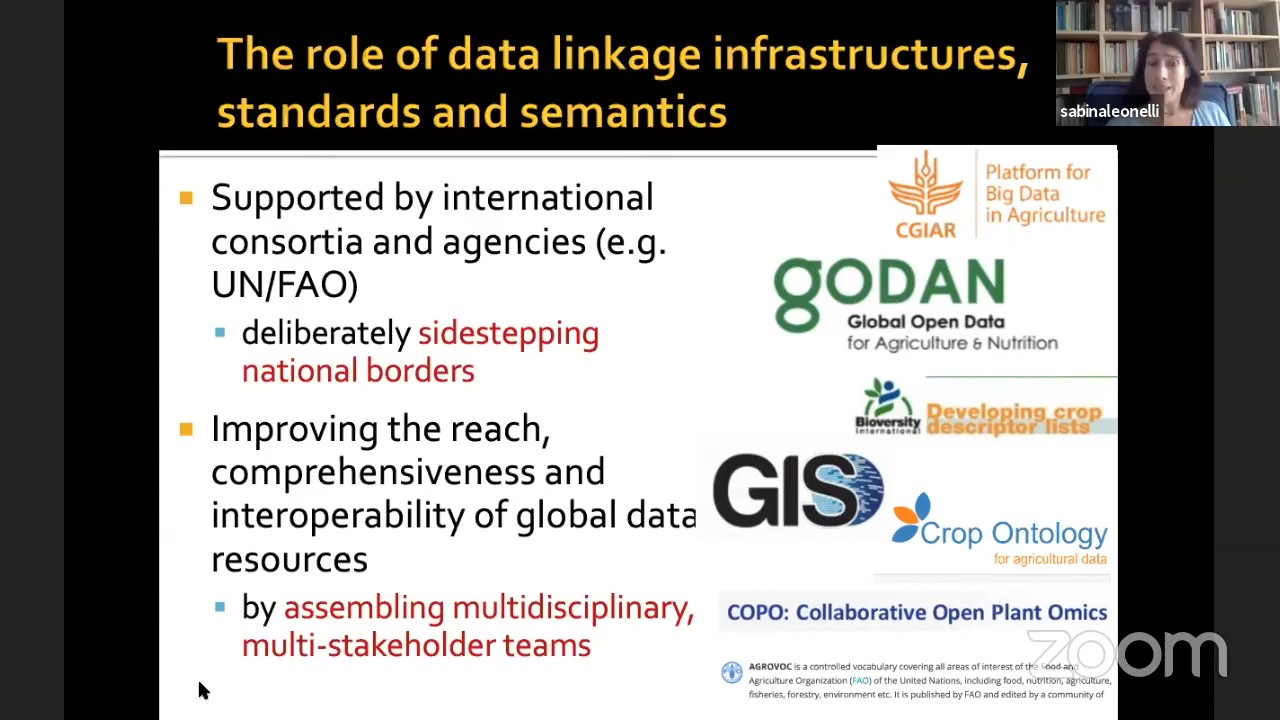 The role of data linkage infrastructures,
standards and semantics
sabinaleonelli
Supported by international
consortia and agencies (e.g.
UN/FAO)
deliberately sidestepping
national borders
Improving the reach,
comprehensiveness and
interoperability of global data
resources
by assembling multidisciplinary,
multi-stakeholder teams
CGIAR
Platform for
Big Data
in Agriculture
GODAN
Global Open Data
for Agriculture & Nutrition
Bioversity
International
Developing crop
descriptor lists
GIS
Crop Ontology
for agricultural data
COPO: Collaborative Open Plant Omics
AGROVOC is a controlled vocabulary covering all areas of interest of the Food and
Agriculture Organization (FAO) of the United Nations, including food, nutrition, agriculture,
fisheries, forestry, environment etc. It is published by FAO and edited by a community of
zoom